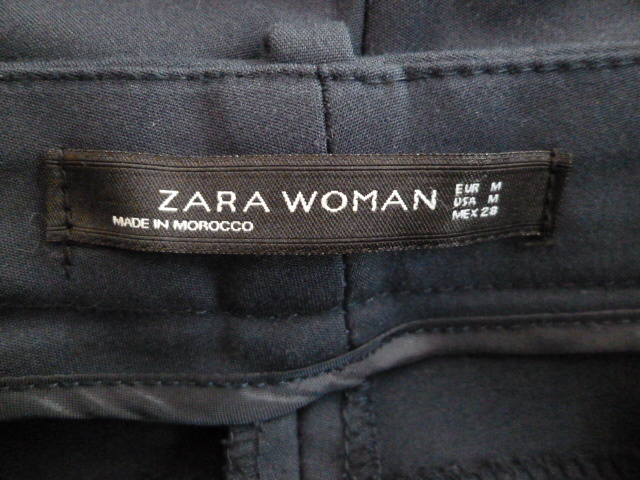 ZARA WOMAN
MADE IN MOROCCO
EUR M
USA M
MEX 28